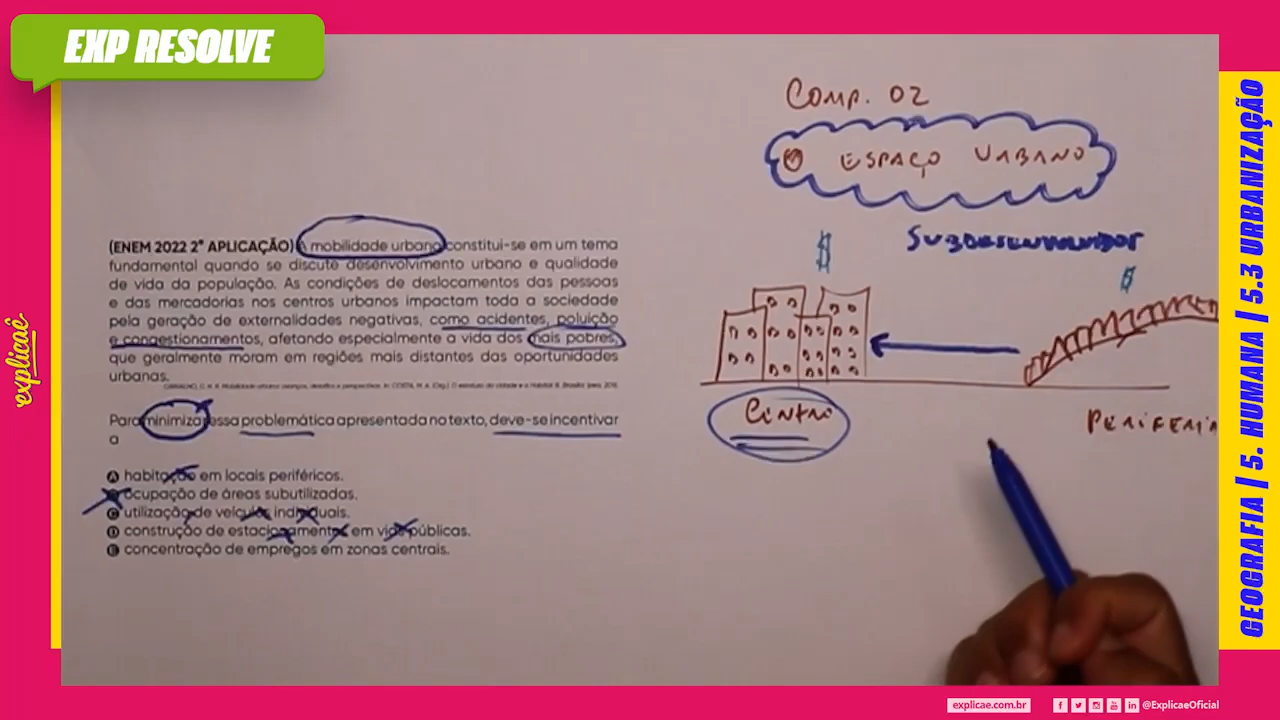 EXP RESOLVE
explicaê
(ENEM 2022 2ª APLICAÇÃO) A mobilidade urbana constitui-se em um tema
fundamental quando se discute desenvolvimento urbano e qualidade
de vida da população. As condições de deslocamentos das pessoas
e das mercadorias nos centros urbanos impactam toda a sociedade
pela geração de externalidades negativas, como acidentes, poluição
e congestionamentos, afetando especialmente a vida dos mais pobres,
que geralmente moram em regiões mais distantes das oportunidades
urbanas.
Para minimizar essa problemática apresentada no texto, deve-se incentivar
a
A habitação em locais periféricos.
B ocupação de áreas subutilizadas.
C utilização de veículos individuais.
D construção de estacionamentos em vias públicas.
E concentração de empregos em zonas centrais.
COMP. 02
ESPAÇO URBANO
SUBDESENVOLVIDOS
$
$
CENTRO
PERIFERIA
GEOGRAFIA | 5. HUMANA | 5.3 URBANIZAÇÃO
explicae.com.br
@ExplicaeOficial